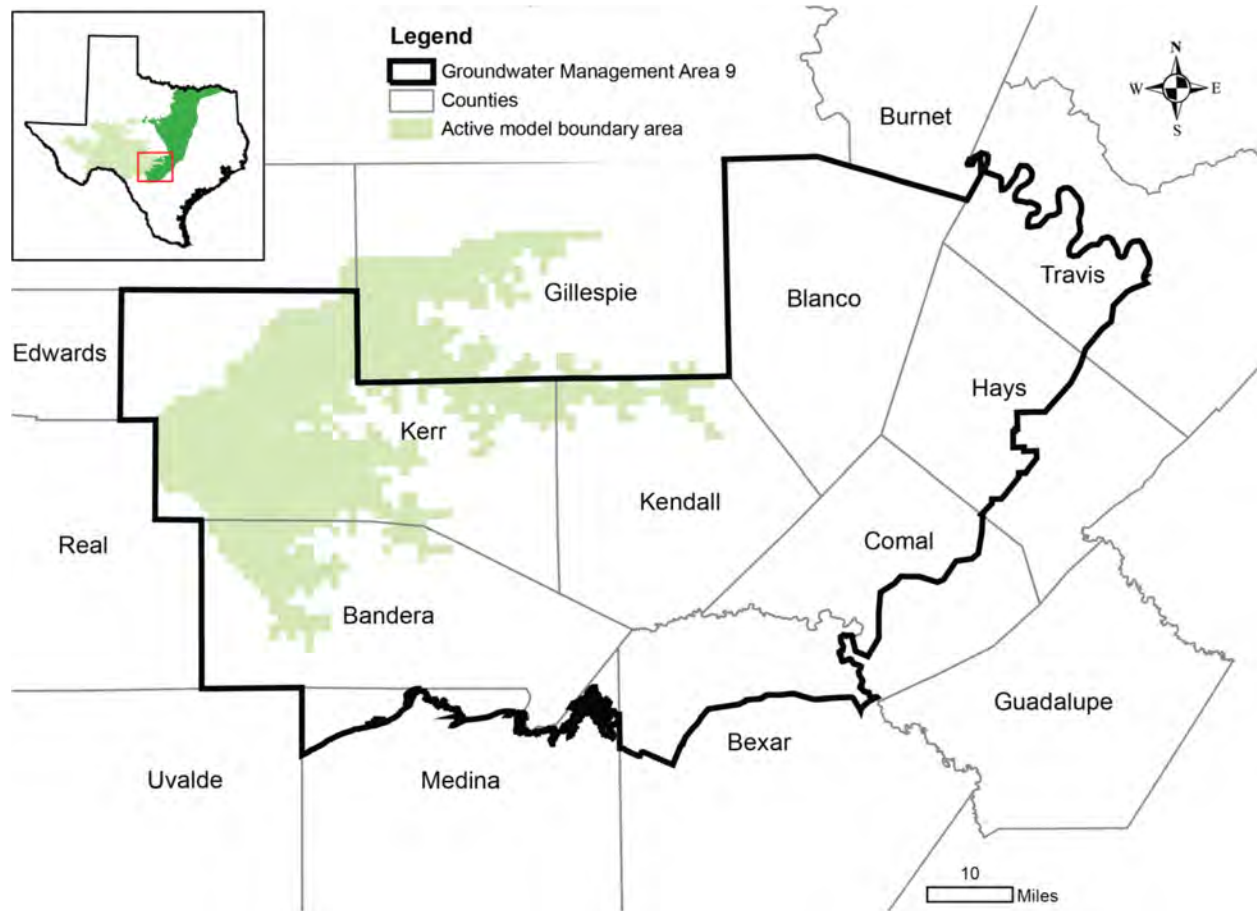 Legend
Groundwater Management Area 9
Counties
Active model boundary area
N
W E
S
Burnet
Travis
Gillespie
Blanco
Edwards
Hays
Kerr
Kendall
Real
Comal
Bandera
Guadalupe
Bexar
Uvalde
Medina
10
Miles